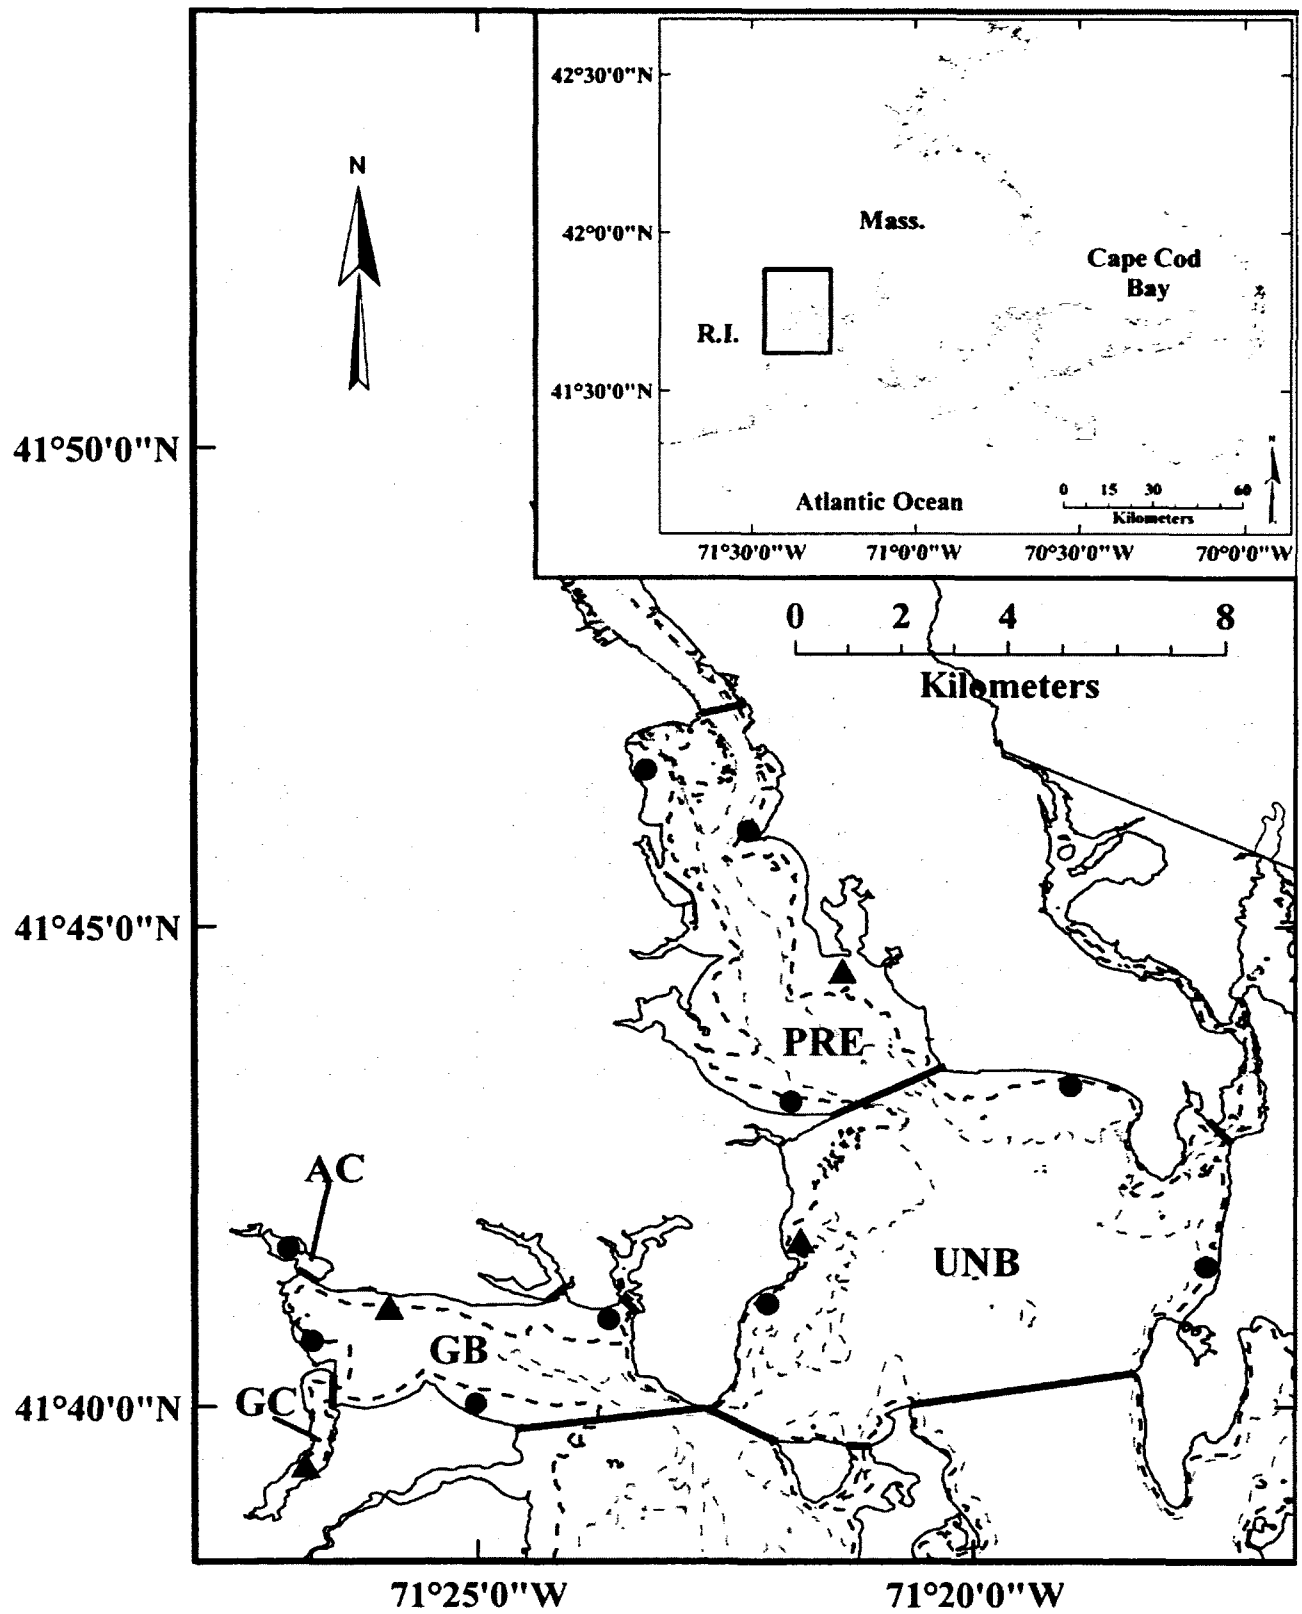 N
42°30'0"N
42°0'0"N
41°30'0"N
Mass.
Cape Cod
Bay
R.I.
Atlantic Ocean
0 15 30 60
Kilometers
N
71°30'0"W 71°0'0"W 70°30'0"W 70°0'0"W
41°50'0"N
0 2 4 8
Kilometers
41°45'0"N
PRE
AC
UNB
GB
GC
41°40'0"N
71°25'0"W 71°20'0"W